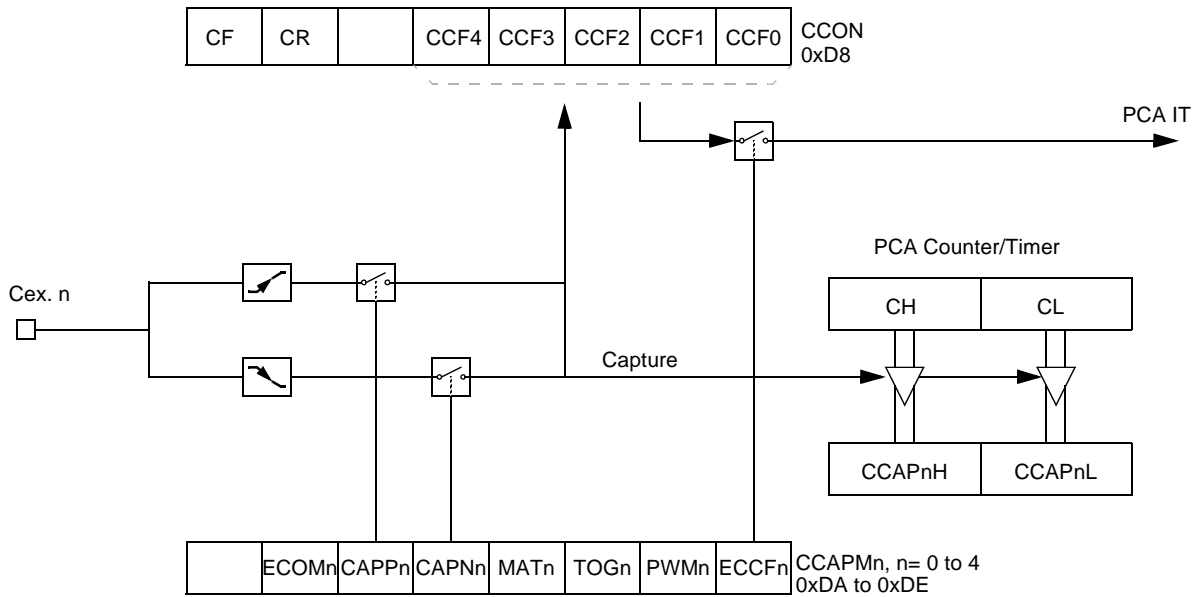 CF CR CCF4 CCF3 CCF2 CCF1 CCF0 CCON
0xD8
PCA IT
PCA Counter/Timer
Cex. n
CH CL
Capture
CCAPnH CCAPnL
ECOMn CAPPn CAPNn MATn TOGn PWMn ECCFn CCAPMn, n= 0 to 4
0xDA to 0xDE